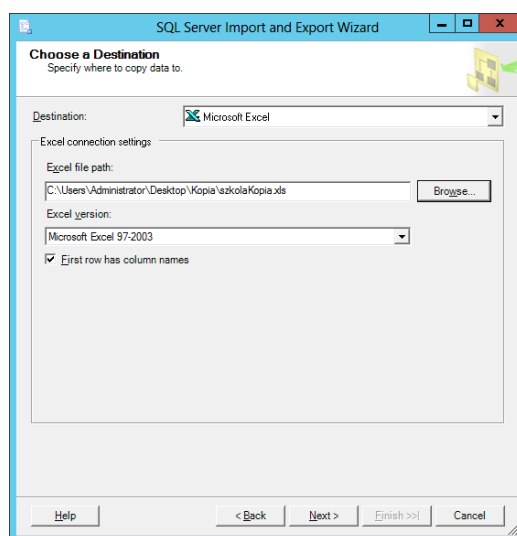 SQL Server Import and Export Wizard
Choose a Destination
Specify where to copy data to.
Destination: Microsoft Excel
Excel connection settings
Excel file path:
C:\Users\Administrator\Desktop\Kopia\szkolaKopia.xls Browse...
Excel version:
Microsoft Excel 97-2003
First row has column names
Help < Back Next > Finish >>| Cancel